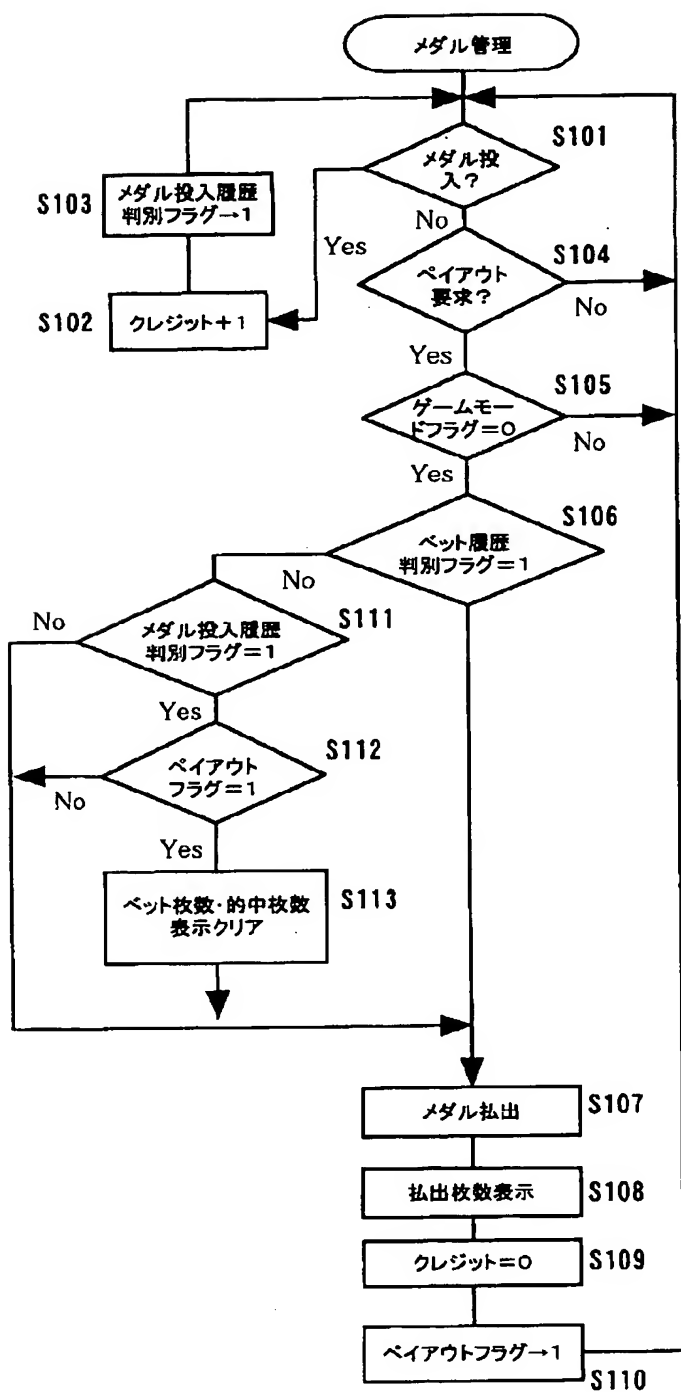 メダル管理
S101
メダル投
入?
S103
メダル投入履歴
判別フラグ→1
No
Yes
S104
ペイアウト
要求?
No
S102
クレジット+1
Yes
S105
ゲームモー
ドフラグ=0
No
Yes
S106
ベット履歴
判別フラグ=1
No
No
S111
メダル投入履歴
判別フラグ=1
Yes
S112
ペイアウト
フラグ=1
No
Yes
S113
ベット枚数・的中枚数
表示クリア
メダル払出
S107
払出枚数表示
S108
クレジット=0
S109
ペイアウトフラグ→1
S110